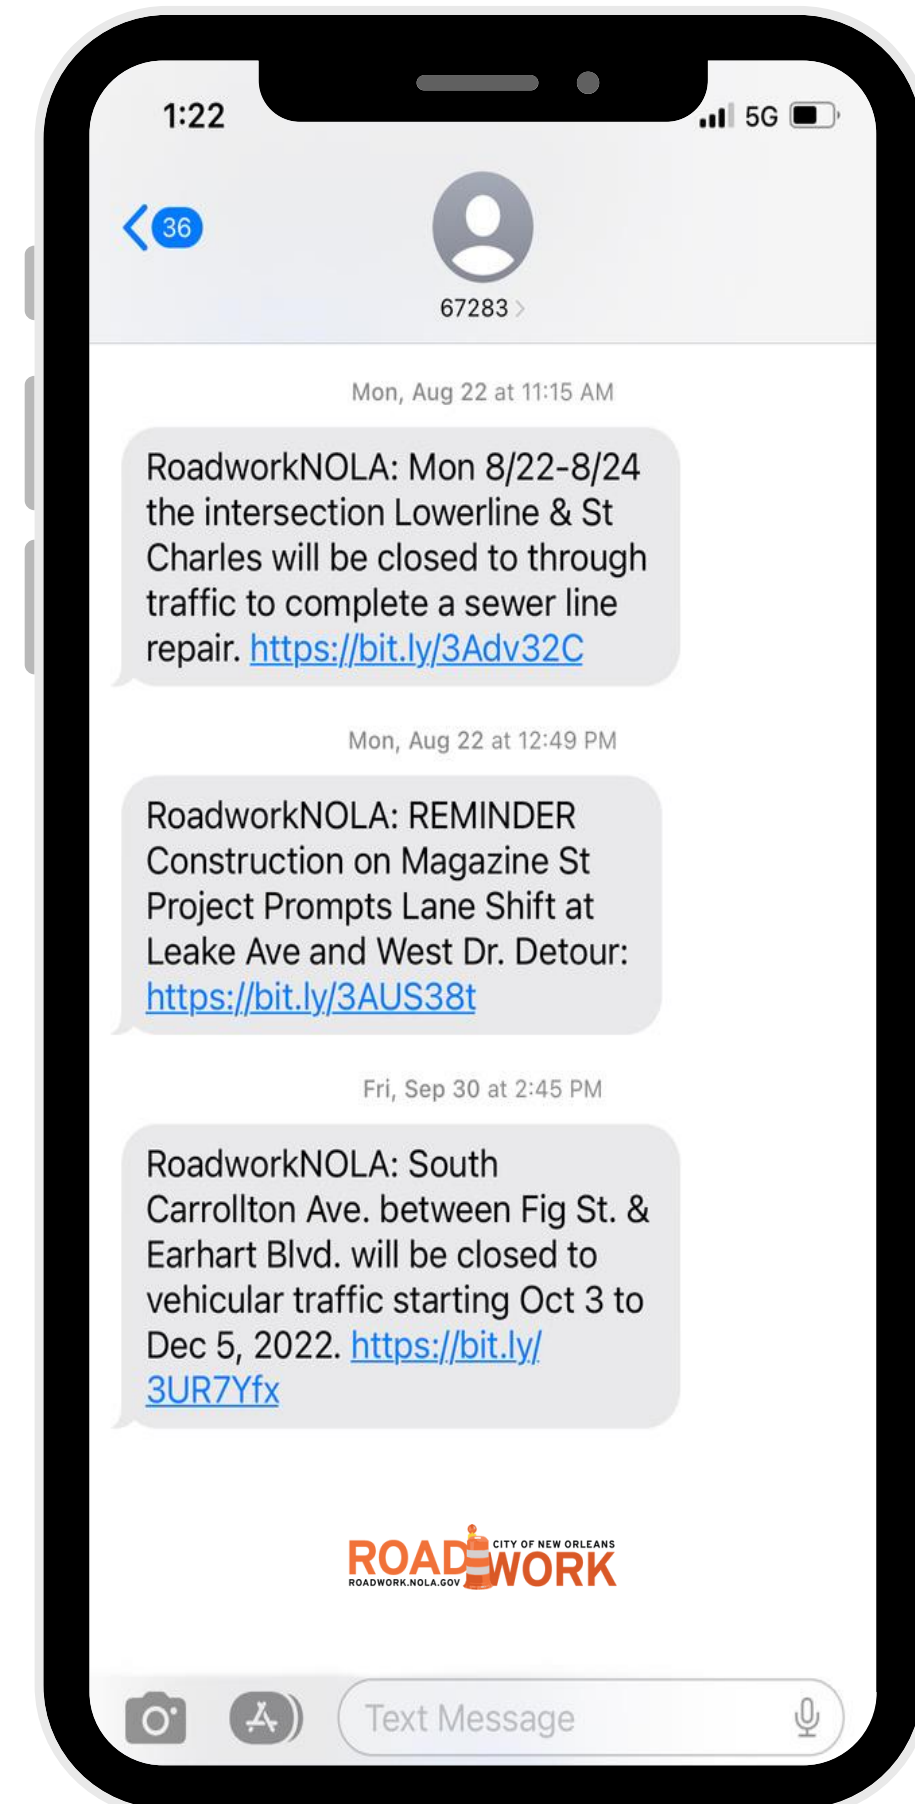 1:22
5G
36
67283
Mon, Aug 22 at 11:15 AM
RoadworkNOLA: Mon 8/22-8/24
the intersection Lowerline & St
Charles will be closed to through
traffic to complete a sewer line
repair. https://bit.ly/3Adv32C
Mon, Aug 22 at 12:49 PM
RoadworkNOLA: REMINDER
Construction on Magazine St
Project Prompts Lane Shift at
Leake Ave and West Dr. Detour:
https://bit.ly/3AUS38t
Fri, Sep 30 at 2:45 PM
RoadworkNOLA: South
Carrollton Ave. between Fig St. &
Earhart Blvd. will be closed to
vehicular traffic starting Oct 3 to
Dec 5, 2022. https://bit.ly/
3UR7Yfx
CITY OF NEW ORLEANS
ROADWORK
ROADWORK.NOLA.GOV
Text Message